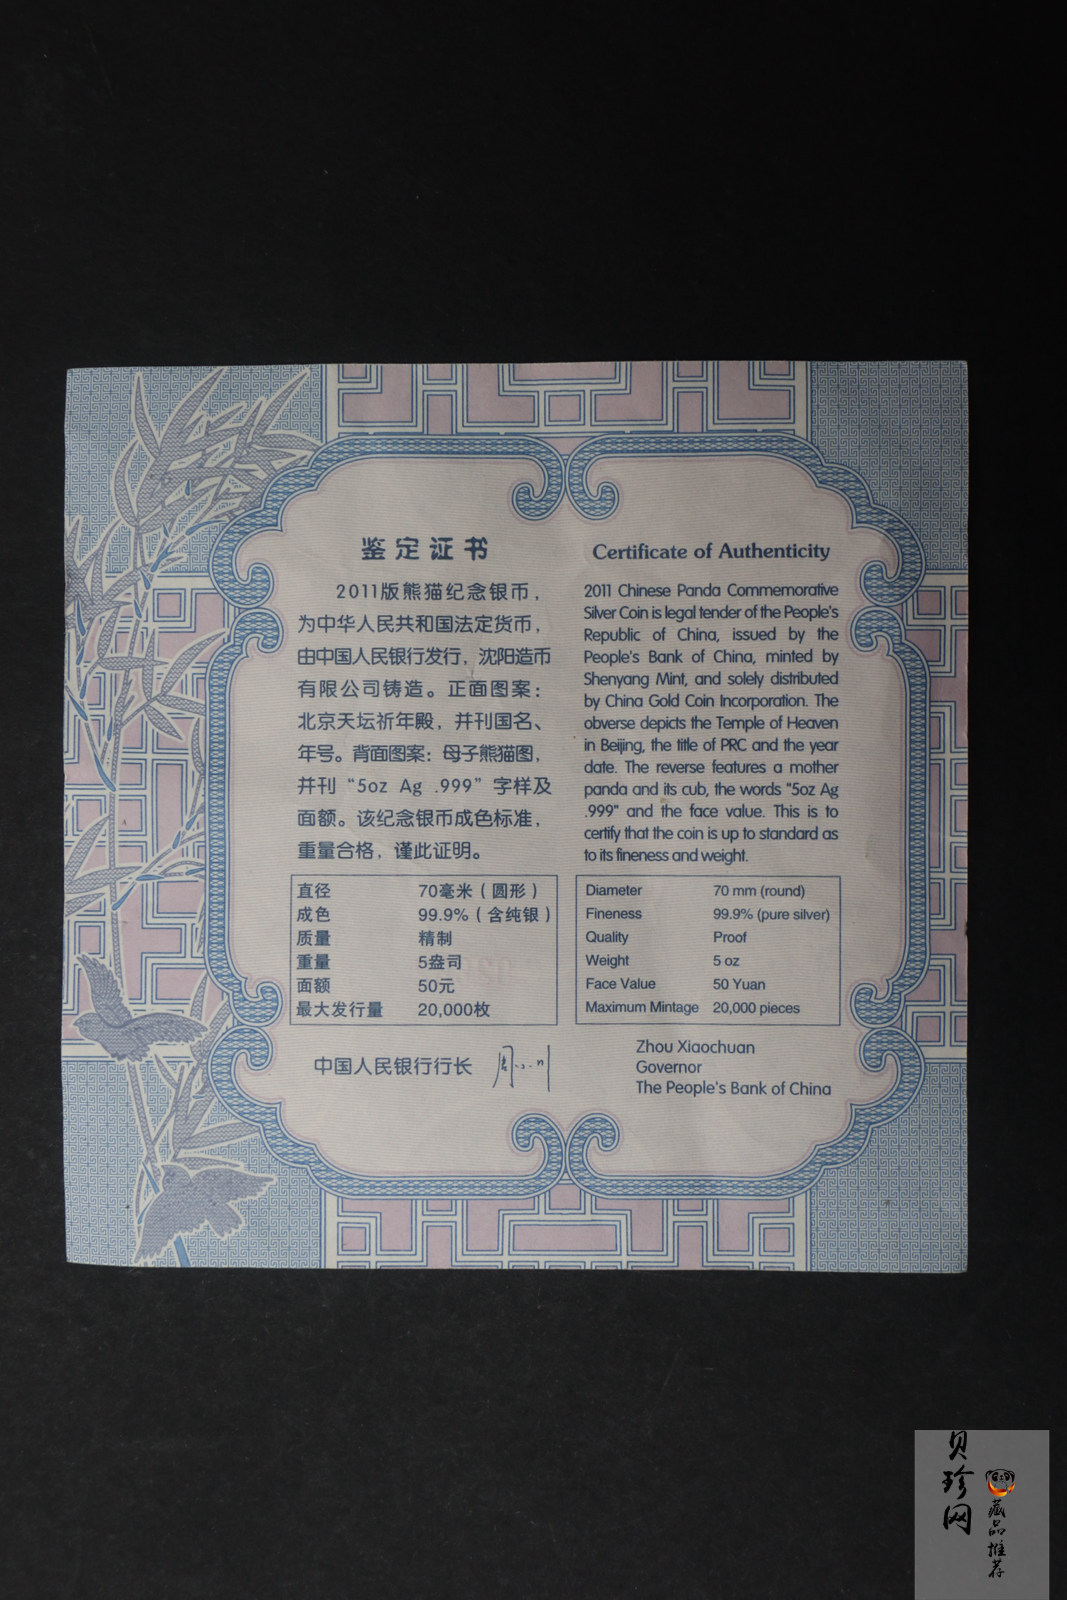 鉴定证书
2011版熊猫纪念银币，
为中华人民共和国法定货币，
由中国人民银行发行，沈阳造币
有限公司铸造。正面图案：
北京天坛祈年殿，并刊国名、
年号。背面图案：母子熊猫图，
并刊“5oz Ag .999”字样及
面额。该纪念银币成色标准，
重量合格，谨此证明。
直径 70毫米（圆形）
成色 99.9%（含纯银）
质量 精制
重量 5盎司
面额 50元
最大发行量 20,000枚
中国人民银行行长
Certificate of Authenticity
2011 Chinese Panda Commemorative
Silver Coin is legal tender of the People's
Republic of China, issued by the
People's Bank of China, minted by
Shenyang Mint, and solely distributed
by China Gold Coin Incorporation. The
obverse depicts the Temple of Heaven
in Beijing, the title of PRC and the year
date. The reverse features a mother
panda and its cub, the words "5oz Ag
.999" and the face value. This is to
certify that the coin is up to standard as
to its fineness and weight.
Diameter 70 mm (round)
Fineness 99.9% (pure silver)
Quality Proof
Weight 5 oz
Face Value 50 Yuan
Maximum Mintage 20,000 pieces
Zhou Xiaochuan
Governor
The People's Bank of China
贝珍网
藏品推荐